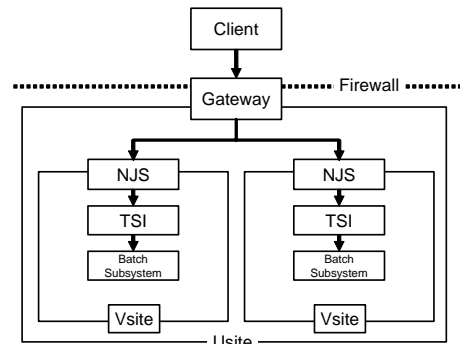 Client
Firewall
Gateway
NJS
NJS
TSI
TSI
Batch
Subsystem
Batch
Subsystem
Vsite
Vsite
Usite